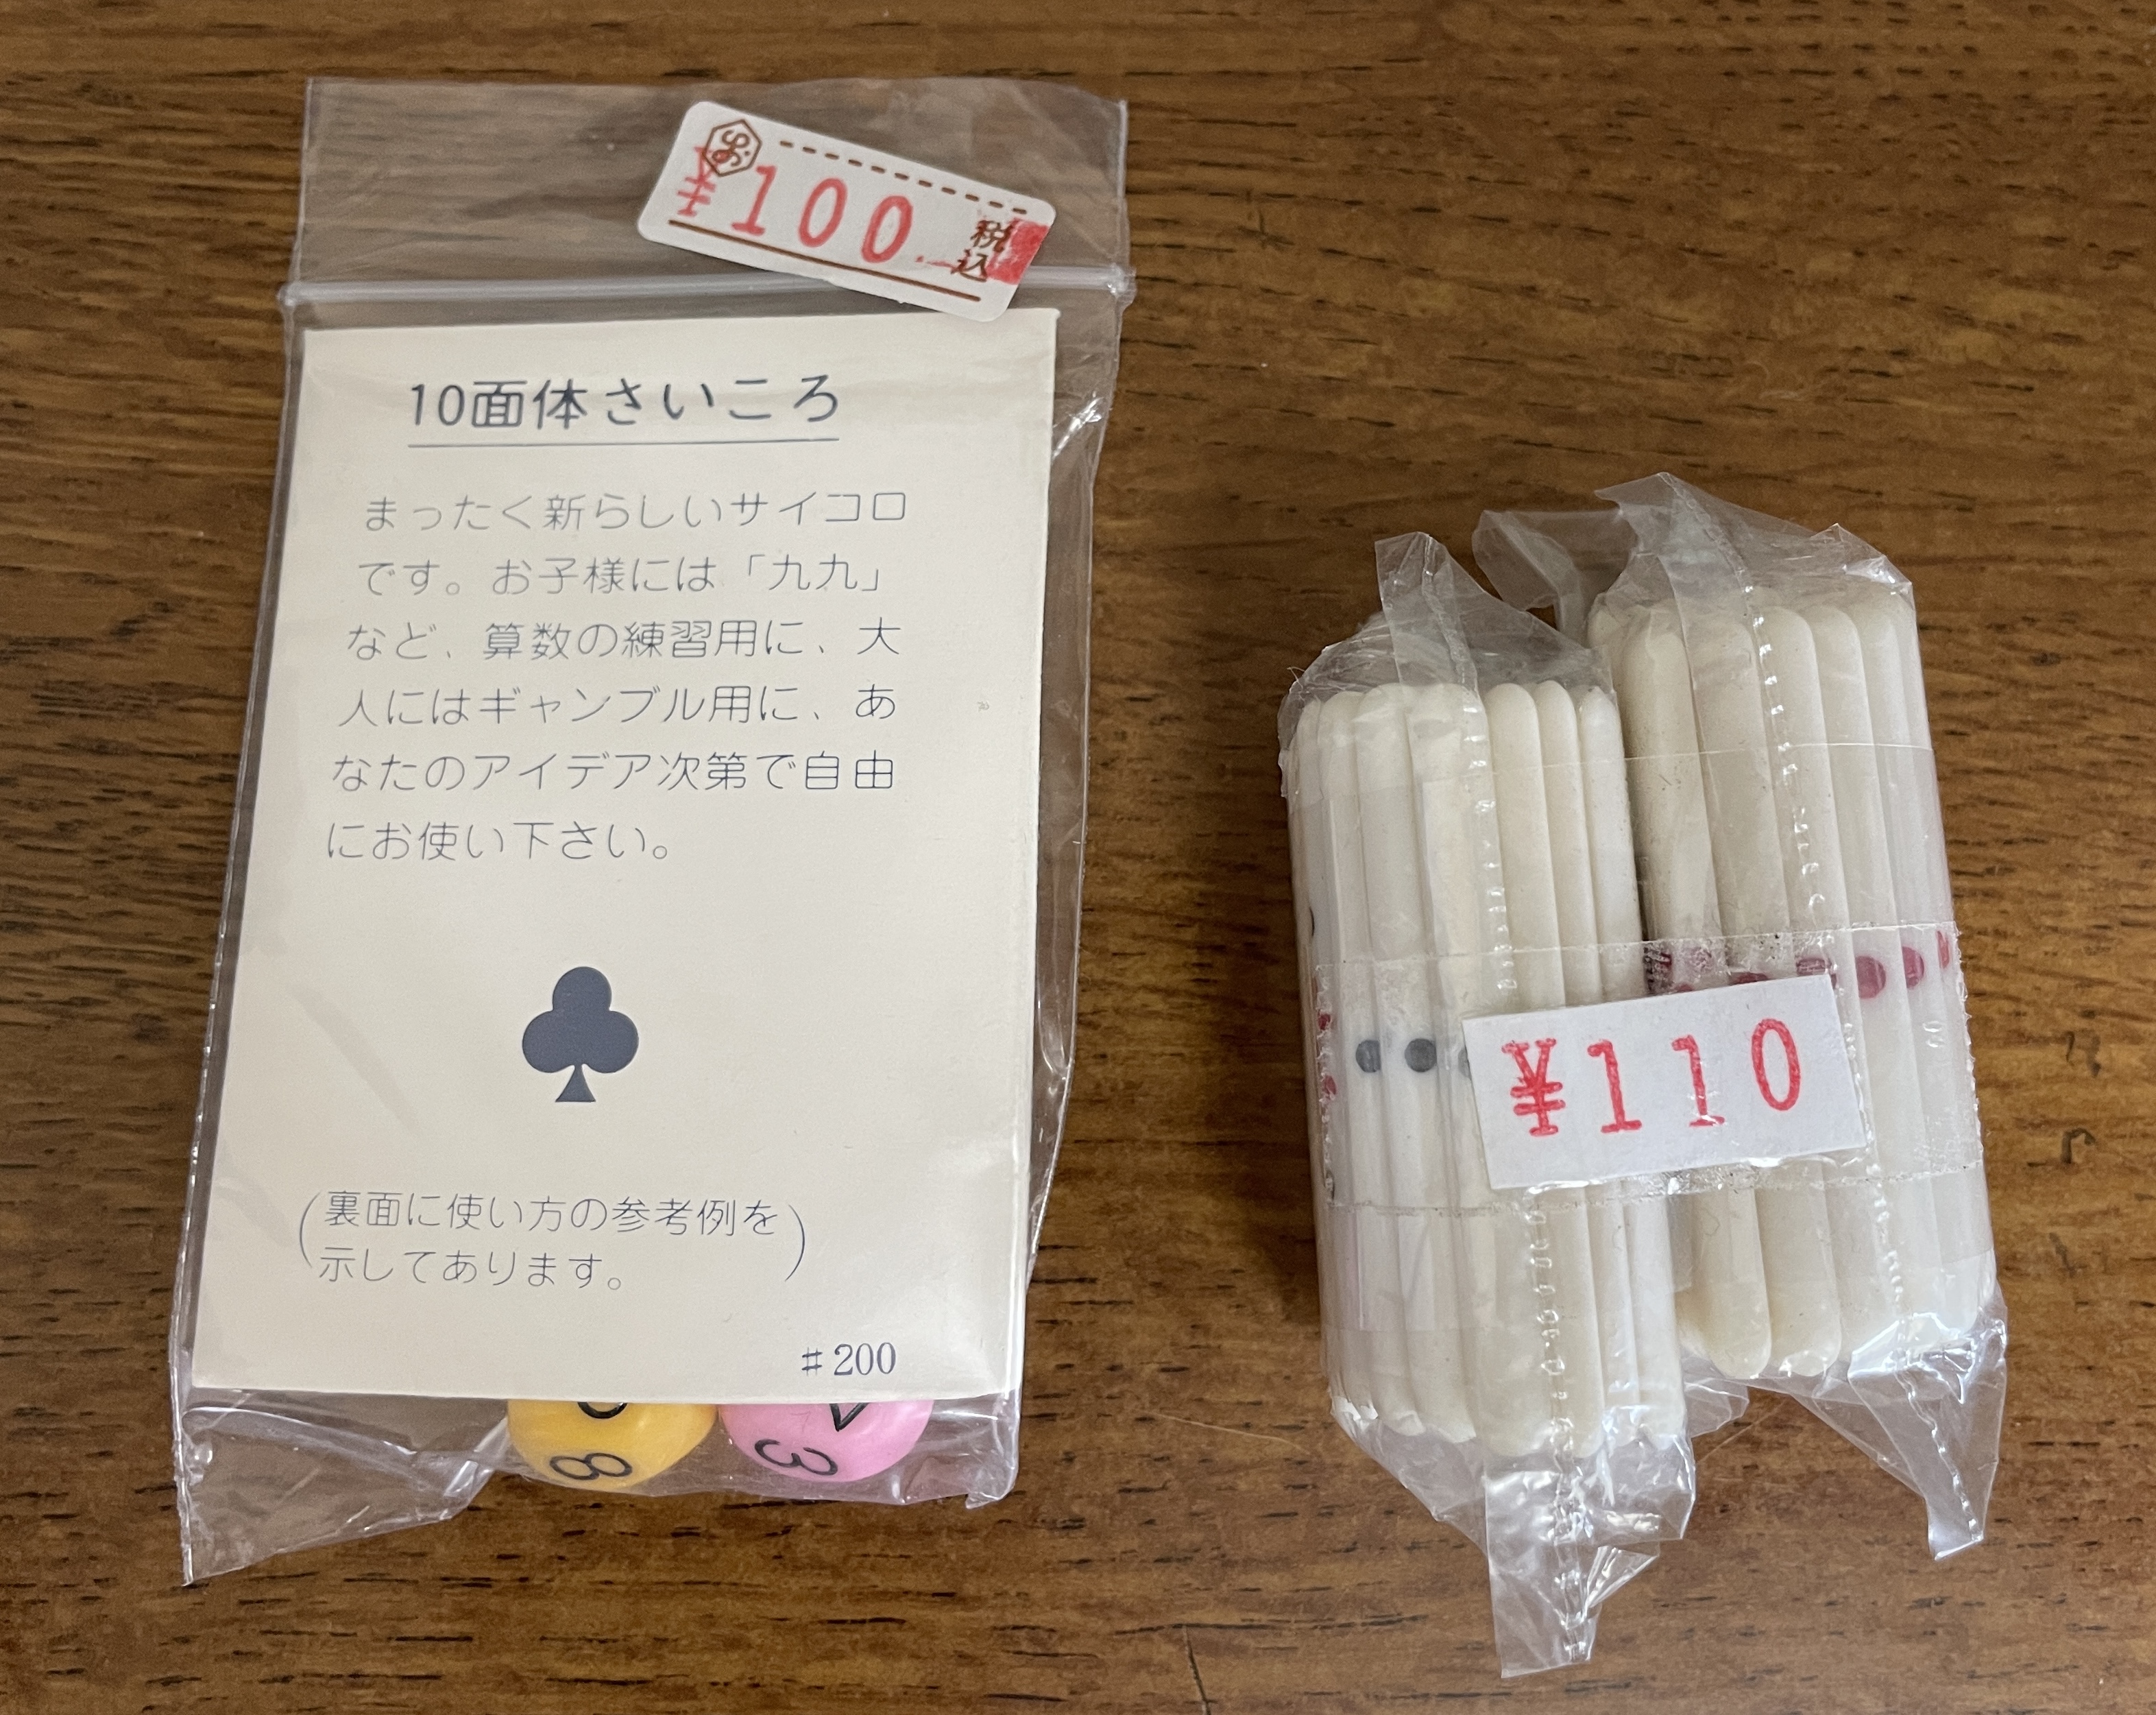 ¥100
税込
10面体さいころ
まったく新らしいサイコロ
です。お子様には「九九」
など、算数の練習用に、大
人にはギャンブル用に、あ
なたのアイデア次第で自由
にお使い下さい。
(裏面に使い方の参考例を
示してあります。)
#200
8
3
¥110